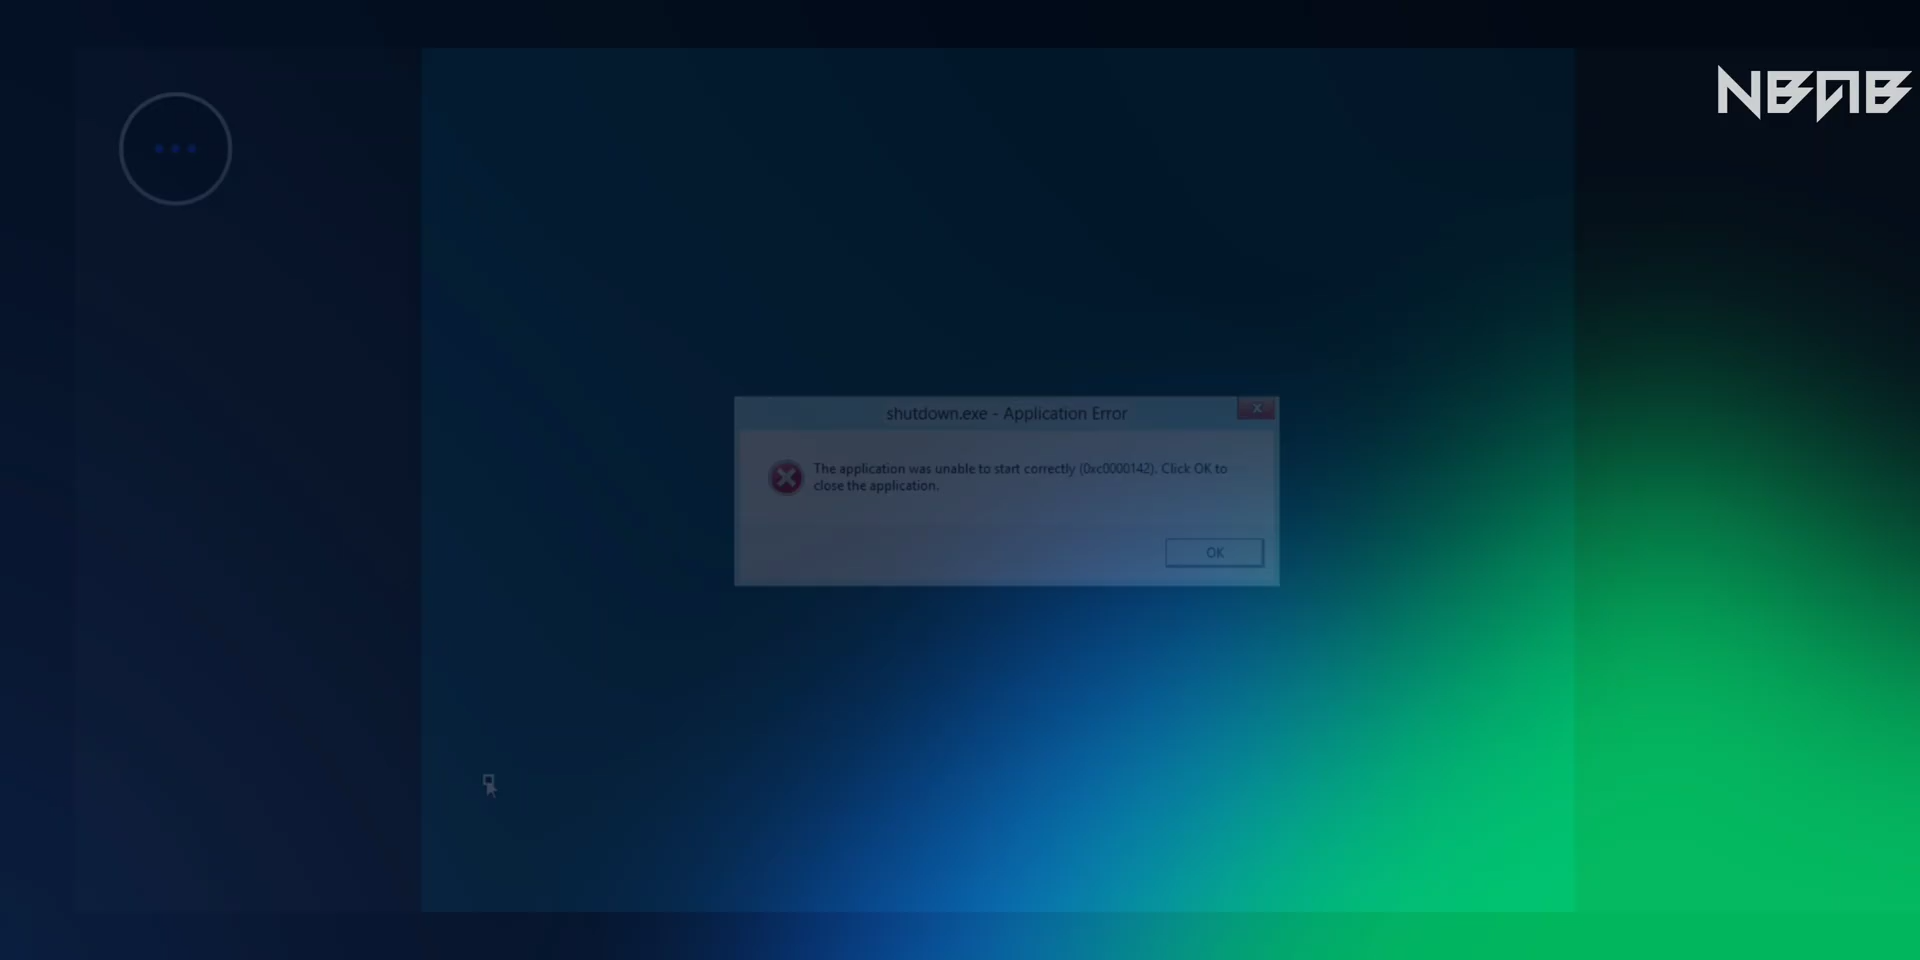 NBAB
shutdown.exe - Application Error
x
The application was unable to start correctly (0xc0000142). Click OK to
close the application.
OK